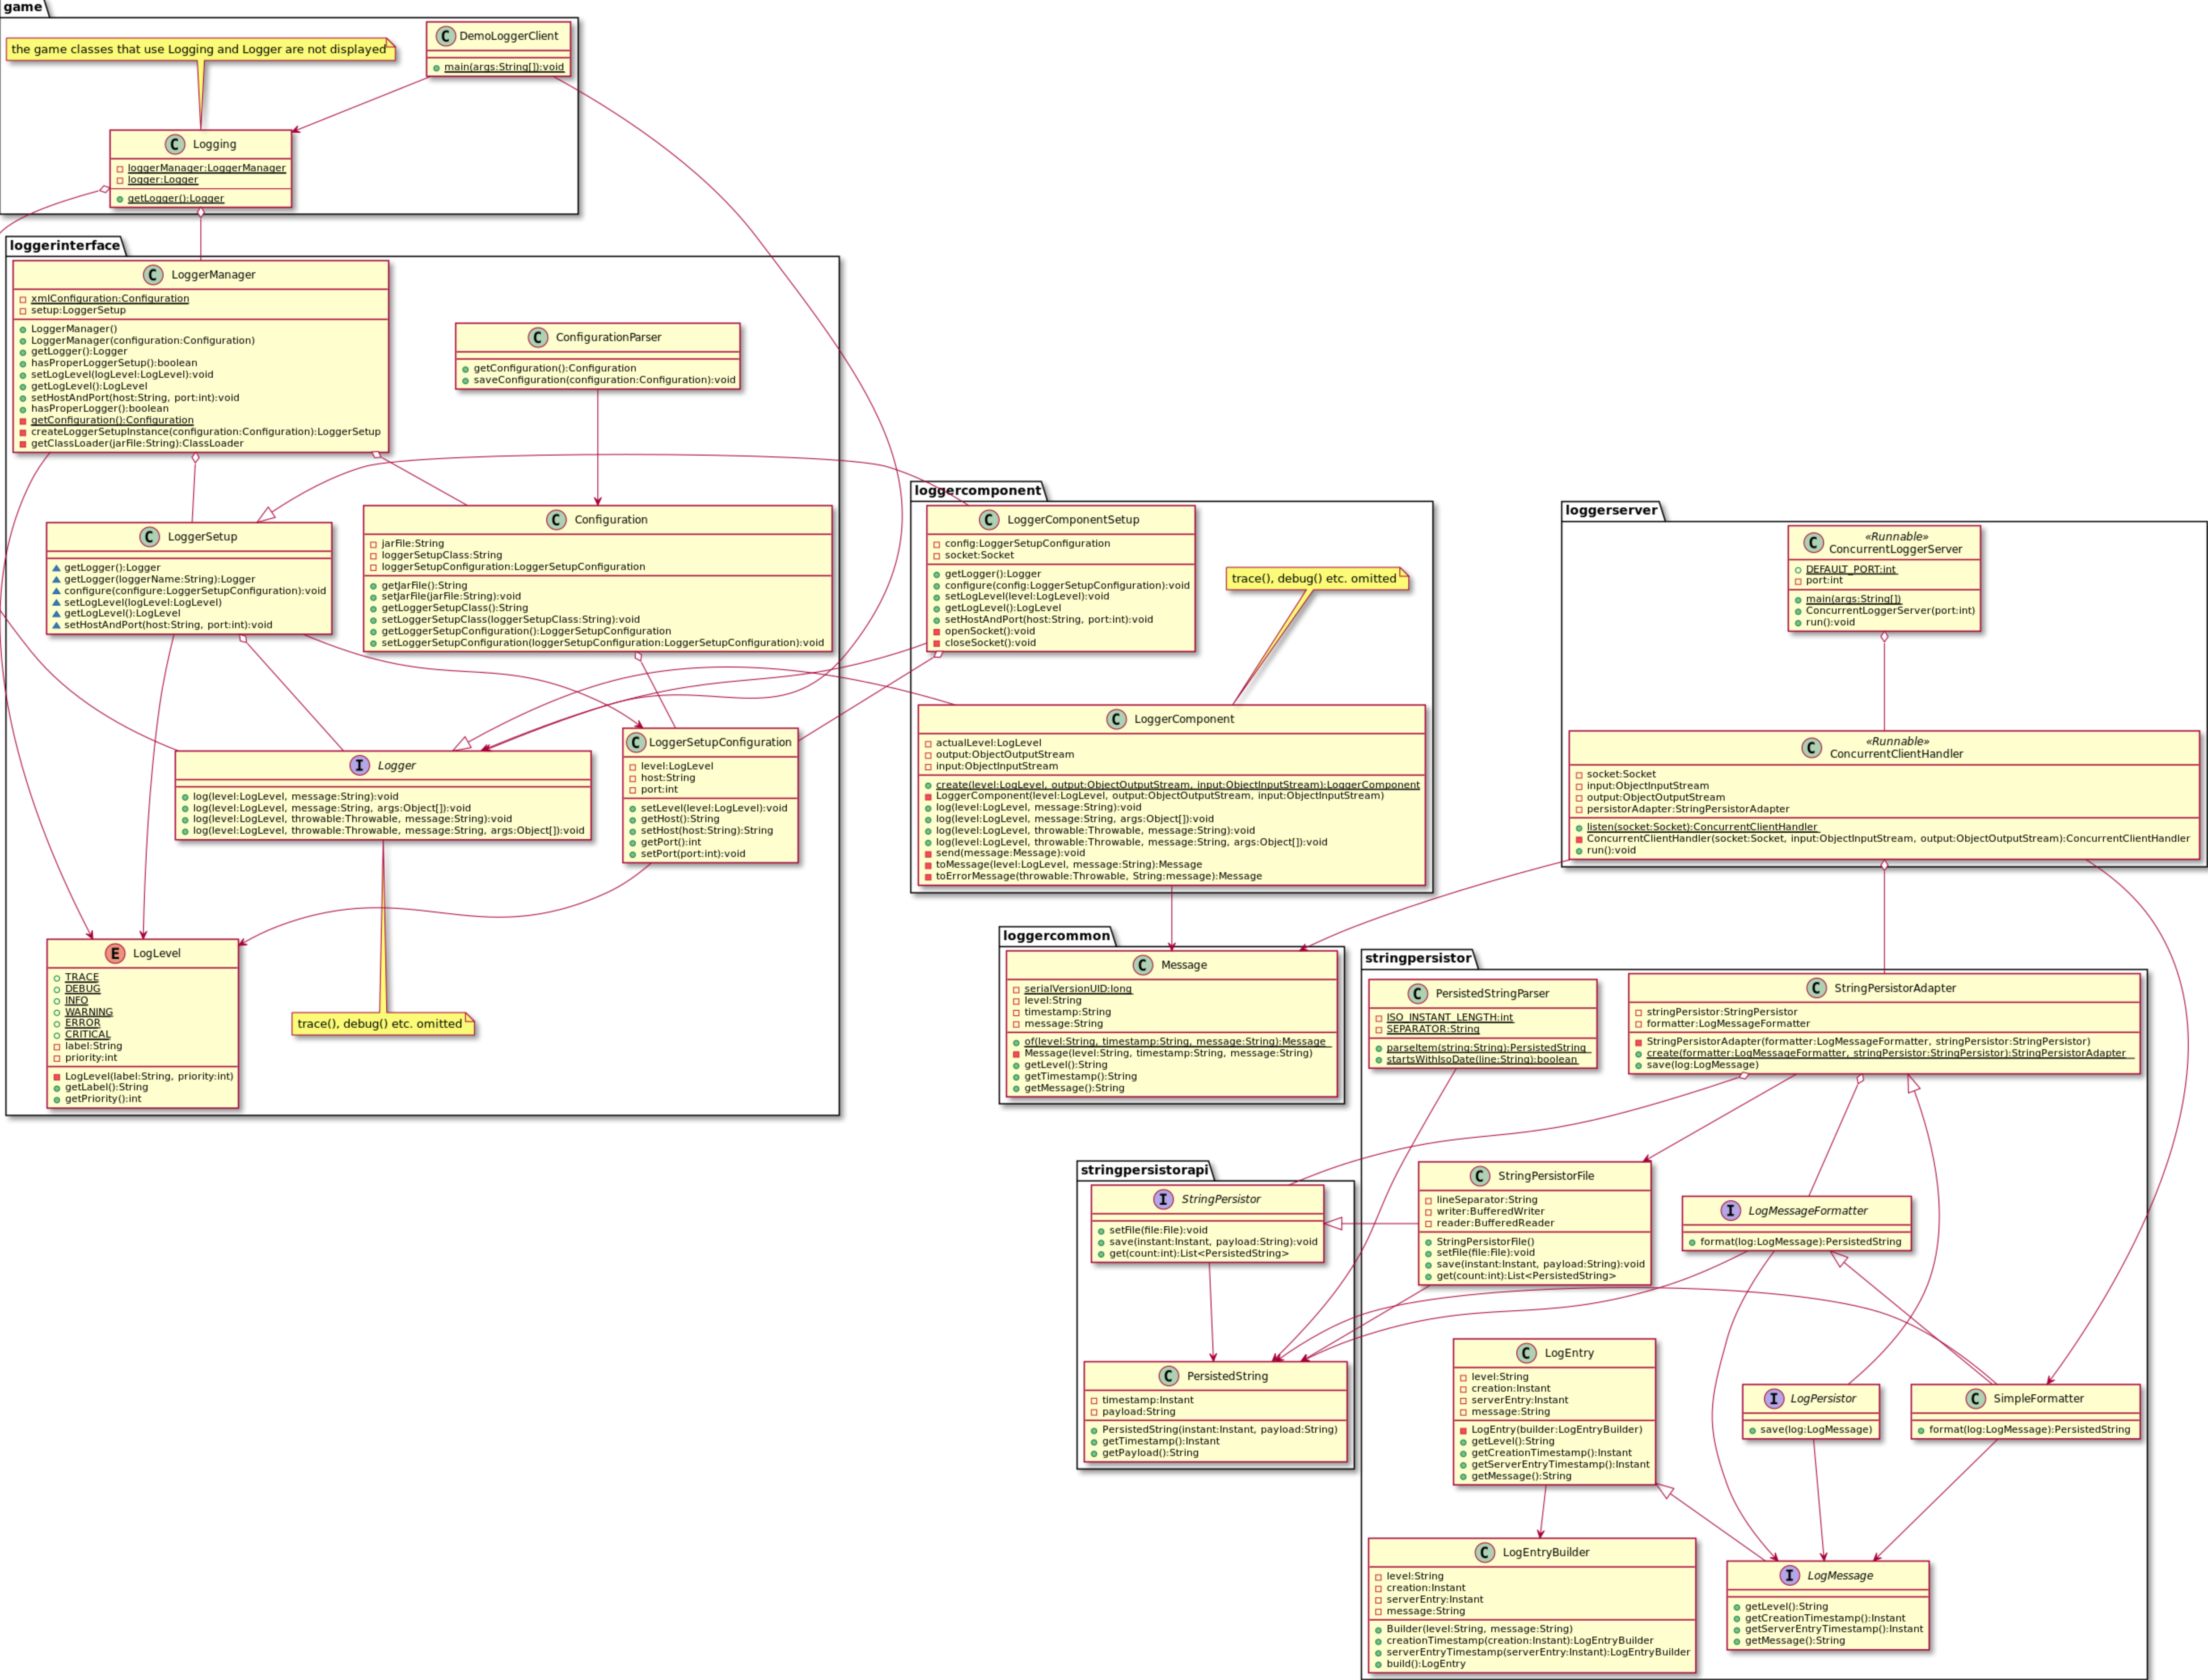 game
the game classes that use Logging and Logger are not displayed
C DemoLoggerClient
main(args:String[]):void
C Logging
loggerManager:LoggerManager
logger:Logger
getLogger():Logger
loggerinterface
C LoggerManager
xmlConfiguration:Configuration
setup:LoggerSetup
LoggerManager()
LoggerManager(configuration:Configuration)
getLogger():Logger
hasProperLoggerSetup():boolean
setLogLevel(logLevel:LogLevel):void
getLogLevel():LogLevel
setHostAndPort(host:String, port:int):void
hasProperLogger():boolean
getConfiguration():Configuration
createLoggerSetupInstance(configuration:Configuration):LoggerSetup
getClassLoader(jarFile:String):ClassLoader
C ConfigurationParser
getConfiguration():Configuration
saveConfiguration(configuration:Configuration):void
C LoggerSetup
getLogger():Logger
getLogger(loggerName:String):Logger
configure(configure:LoggerSetupConfiguration):void
setLogLevel(logLevel:LogLevel)
getLogLevel():LogLevel
setHostAndPort(host:String, port:int):void
C Configuration
jarFile:String
loggerSetupClass:String
loggerSetupConfiguration:LoggerSetupConfiguration
getJarFile():String
setJarFile(jarFile:String):void
getLoggerSetupClass():String
setLoggerSetupClass(loggerSetupClass:String):void
getLoggerSetupConfiguration():LoggerSetupConfiguration
setLoggerSetupConfiguration(loggerSetupConfiguration:LoggerSetupConfiguration):void
I Logger
log(level:LogLevel, message:String):void
log(level:LogLevel, message:String, args:Object[]):void
log(level:LogLevel, throwable:Throwable, message:String):void
log(level:LogLevel, throwable:Throwable, message:String, args:Object[]):void
C LoggerSetupConfiguration
level:LogLevel
host:String
port:int
setLevel(level:LogLevel):void
getHost():String
setHost(host:String):String
getPort():int
setPort(port:int):void
E LogLevel
TRACE
DEBUG
INFO
WARNING
ERROR
CRITICAL
label:String
priority:int
LogLevel(label:String, priority:int)
getLabel():String
getPriority():int
trace(), debug() etc. omitted
loggercomponent
C LoggerComponentSetup
config:LoggerSetupConfiguration
socket:Socket
getLogger():Logger
configure(config:LoggerSetupConfiguration):void
setLogLevel(level:LogLevel):void
getLogLevel():LogLevel
setHostAndPort(host:String, port:int):void
openSocket():void
closeSocket():void
trace(), debug() etc. omitted
C LoggerComponent
actualLevel:LogLevel
output:ObjectOutputStream
input:ObjectInputStream
create(level:LogLevel, output:ObjectOutputStream, input:ObjectInputStream):LoggerComponent
LoggerComponent(level:LogLevel, output:ObjectOutputStream, input:ObjectInputStream)
log(level:LogLevel, message:String):void
log(level:LogLevel, message:String, args:Object[]):void
log(level:LogLevel, throwable:Throwable, message:String):void
log(level:LogLevel, throwable:Throwable, message:String, args:Object[]):void
send(message:Message):void
toMessage(level:LogLevel, message:String):Message
toErrorMessage(throwable:Throwable, String:message):Message
loggerserver
C «Runnable»
ConcurrentLoggerServer
DEFAULT_PORT:int
port:int
main(args:String[])
ConcurrentLoggerServer(port:int)
run():void
C «Runnable»
ConcurrentClientHandler
socket:Socket
input:ObjectInputStream
output:ObjectOutputStream
persistorAdapter:StringPersistorAdapter
listen(socket:Socket):ConcurrentClientHandler
ConcurrentClientHandler(socket:Socket, input:ObjectInputStream, output:ObjectOutputStream):ConcurrentClientHandler
run():void
loggercommon
C Message
serialVersionUID:long
level:String
timestamp:String
message:String
of(level:String, timestamp:String, message:String):Message
Message(level:String, timestamp:String, message:String)
getLevel():String
getTimestamp():String
getMessage():String
stringpersistor
C PersistedStringParser
ISO_INSTANT_LENGTH:int
SEPARATOR:String
parseItem(string:String):PersistedString
startsWithIsoDate(line:String):boolean
C StringPersistorAdapter
stringPersistor:StringPersistor
formatter:LogMessageFormatter
StringPersistorAdapter(formatter:LogMessageFormatter, stringPersistor:StringPersistor)
create(formatter:LogMessageFormatter, stringPersistor:StringPersistor):StringPersistorAdapter
save(log:LogMessage)
stringpersistorapi
I StringPersistor
setFile(file:File):void
save(instant:Instant, payload:String):void
get(count:int):List<PersistedString>
C StringPersistorFile
lineSeparator:String
writer:BufferedWriter
reader:BufferedReader
StringPersistorFile()
setFile(file:File):void
save(instant:Instant, payload:String):void
get(count:int):List<PersistedString>
I LogMessageFormatter
format(log:LogMessage):PersistedString
C PersistedString
timestamp:Instant
payload:String
PersistedString(instant:Instant, payload:String)
getTimestamp():Instant
getPayload():String
C LogEntry
level:String
creation:Instant
serverEntry:Instant
message:String
LogEntry(builder:LogEntryBuilder)
getLevel():String
getCreationTimestamp():Instant
getServerEntryTimestamp():Instant
getMessage():String
I LogPersistor
save(log:LogMessage)
C SimpleFormatter
format(log:LogMessage):PersistedString
C LogEntryBuilder
level:String
creation:Instant
serverEntry:Instant
message:String
Builder(level:String, message:String)
creationTimestamp(creation:Instant):LogEntryBuilder
serverEntryTimestamp(serverEntry:Instant):LogEntryBuilder
build():LogEntry
I LogMessage
getLevel():String
getCreationTimestamp():Instant
getServerEntryTimestamp():Instant
getMessage():String